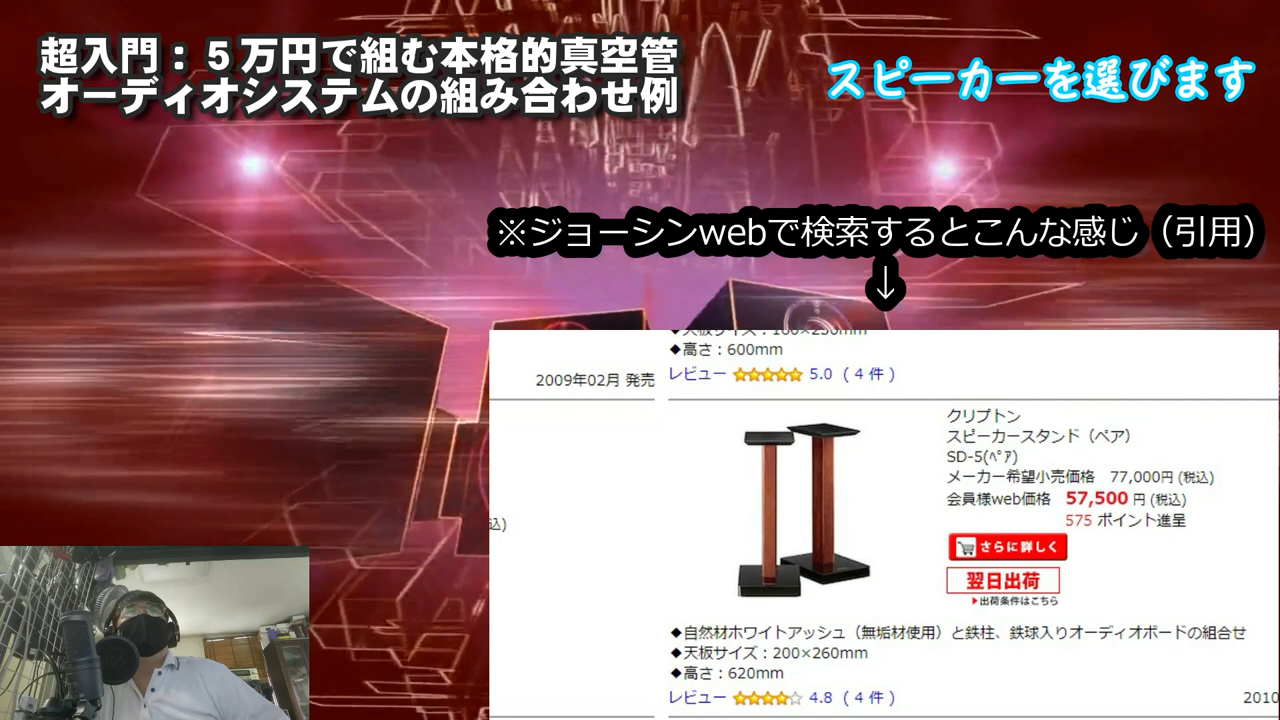 超入門：５万円で組む本格的真空管
オーディオシステムの組み合わせ例
スピーカーを選びます
※ジョーシンwebで検索するとこんな感じ（引用）
↓
◆天板サイズ：160×250mm
◆高さ：600mm
レビュー ★★★★★ 5.0 ( 4 件 )
2009年02月 発売
クリプトン
スピーカースタンド（ペア）
SD-5(ﾍﾟｱ)
メーカー希望小売価格 77,000円 (税込)
会員様web価格 57,500 円 (税込)
575 ポイント進呈
込)
さらに詳しく
翌日出荷
▶出荷条件はこちら
◆自然材ホワイトアッシュ（無垢材使用）と鉄柱、鉄球入りオーディオボードの組合せ
◆天板サイズ：200×260mm
◆高さ：620mm
レビュー ★★★★☆ 4.8 ( 4 件 )
2010